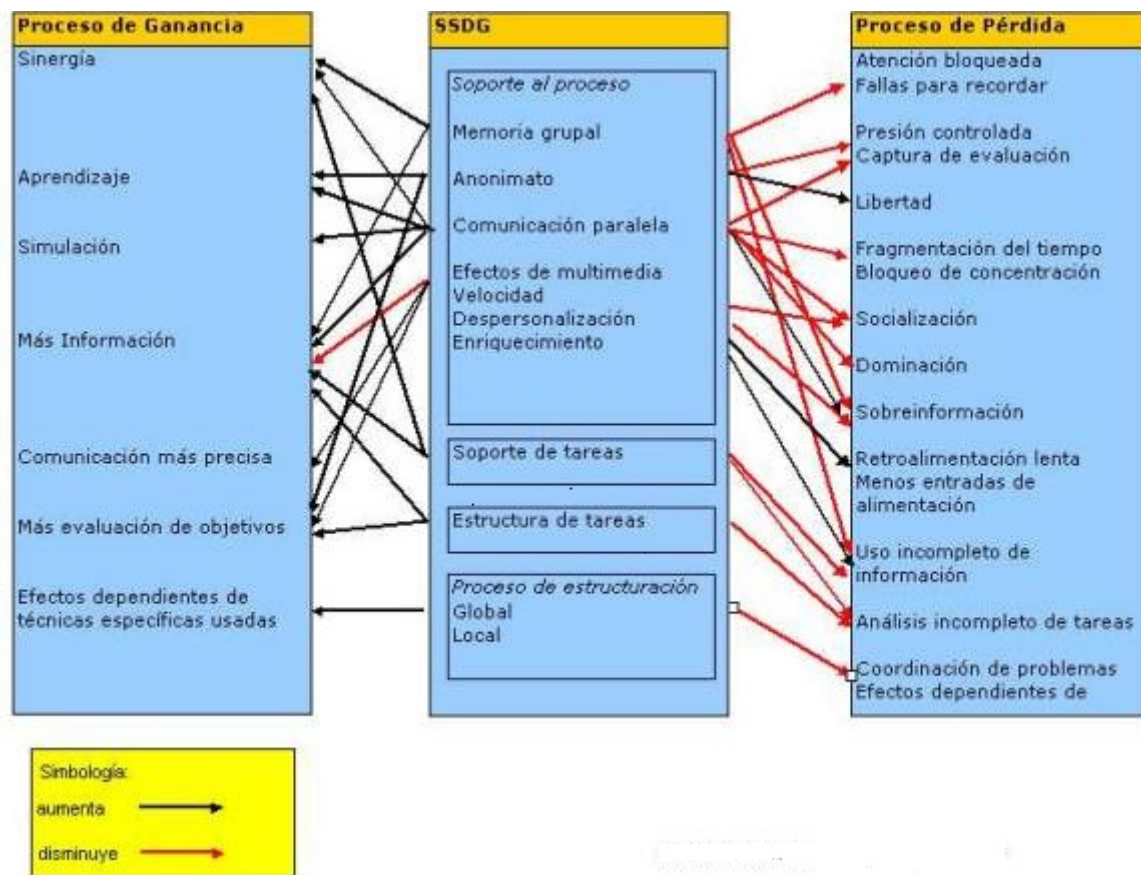 Proceso de Ganancia
Sinergía
Aprendizaje
Simulación
Más Información
Comunicación más precisa
Más evaluación de objetivos
Efectos dependientes de
técnicas específicas usadas
SSDG
Soporte al proceso
Memoria grupal
Anonimato
Comunicación paralela
Efectos de multimedia
Velocidad
Despersonalización
Enriquecimiento
Soporte de tareas
Estructura de tareas
Proceso de estructuración
Global
Local
Proceso de Pérdida
Atención bloqueada
Fallas para recordar
Presión controlada
Captura de evaluación
Libertad
Fragmentación del tiempo
Bloqueo de concentración
Socialización
Dominación
Sobreinformación
Retroalimentación lenta
Menos entradas de
alimentación
Uso incompleto de
información
Análisis incompleto de tareas
Coordinación de problemas
Efectos dependientes de
Simbología:
aumenta
disminuye